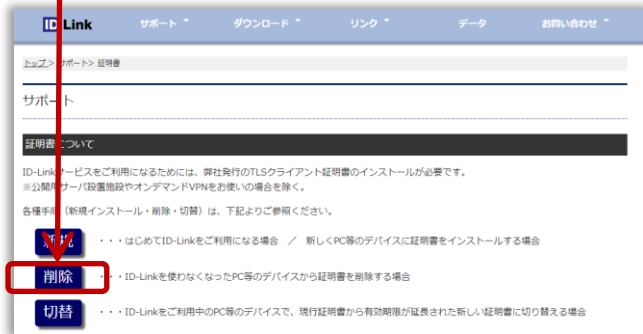 ID-Link サポート ダウンロード リンク データ お問い合わせ
トップ > サポート> 証明書
サポート
証明書について
ID-Linkサービスをご利用になるためには、弊社発行のTLSクライアント証明書のインストールが必要です。
※公開用サーバ設置施設やオンデマンドVPNをお使いの場合を除く。
各種手順（新規インストール・削除・切替）は、下記よりご参照ください。
新規 ・・・はじめてID-Linkをご利用になる場合 ／ 新しくPC等のデバイスに証明書をインストールする場合
削除 ・・・ID-Linkを使わなくなったPC等のデバイスから証明書を削除する場合
切替 ・・・ID-Linkをご利用中のPC等のデバイスで、現行証明書から有効期限が延長された新しい証明書に切り替える場合